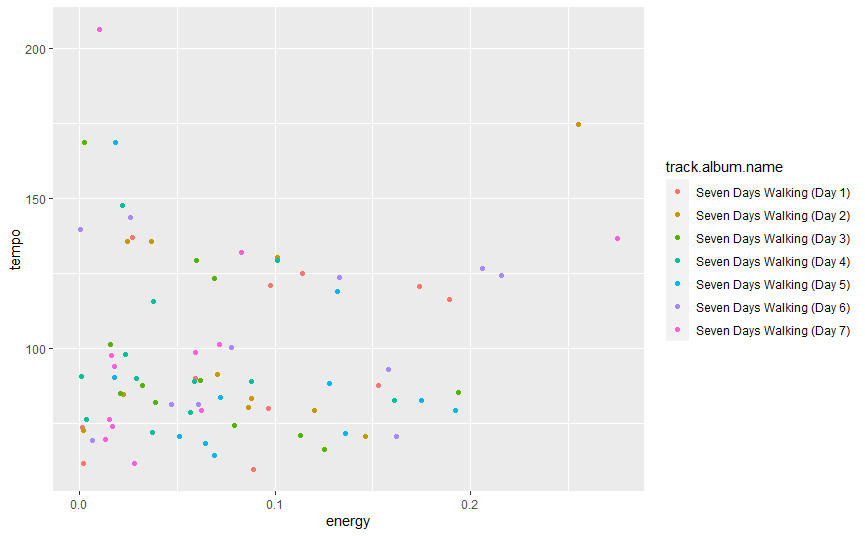 200
150
100
tempo
0.0
0.1
0.2
energy
track.album.name
Seven Days Walking (Day 1)
Seven Days Walking (Day 2)
Seven Days Walking (Day 3)
Seven Days Walking (Day 4)
Seven Days Walking (Day 5)
Seven Days Walking (Day 6)
Seven Days Walking (Day 7)